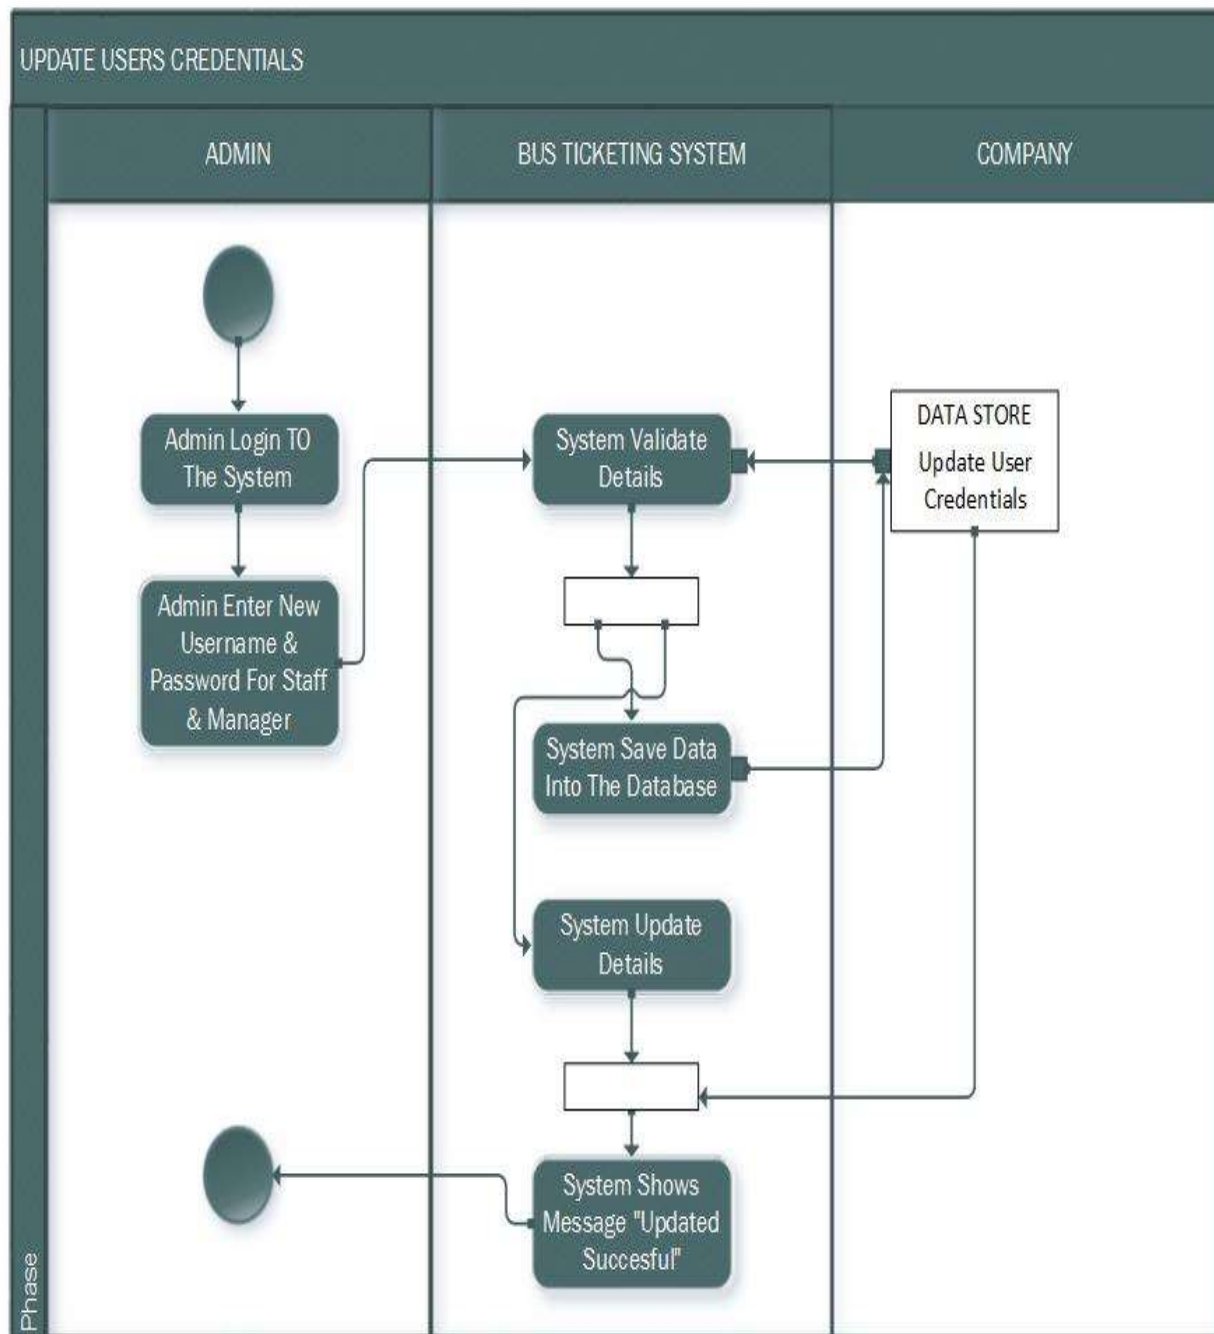 UPDATE USERS CREDENTIALS
ADMIN
BUS TICKETING SYSTEM
COMPANY
Admin Login TO
The System
System Validate
Details
DATA STORE
Update User
Credentials
Admin Enter New
Username &
Password For Staff
& Manager
System Save Data
Into The Database
System Update
Details
System Shows
Message "Updated
Succesful"
Phase